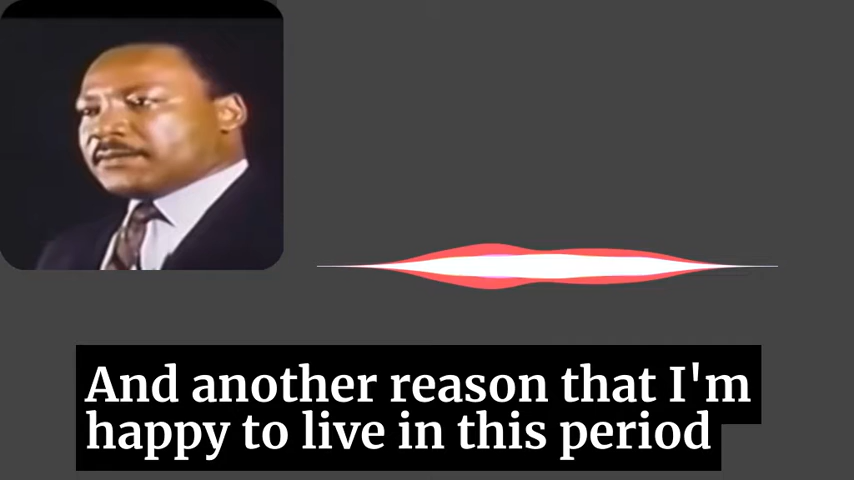 And another reason that I'm
happy to live in this period